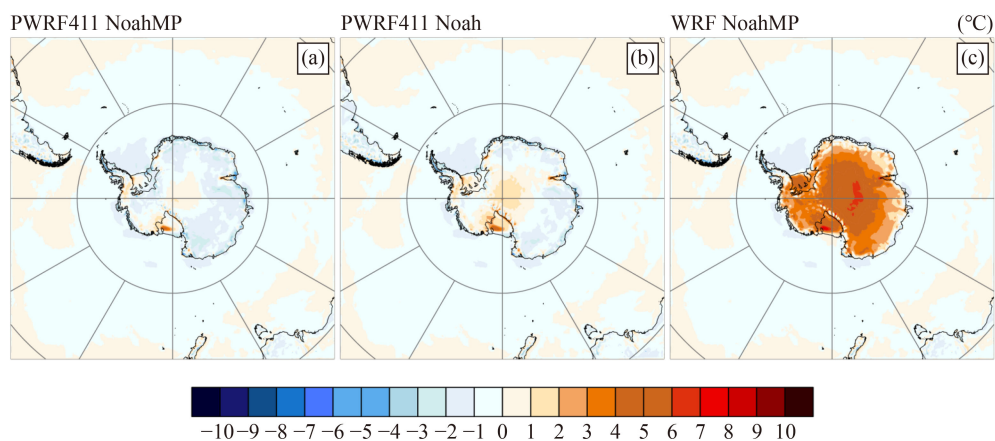 PWRF411 NoahMP PWRF411 Noah WRF NoahMP (℃)
(a) (b) (c)
−10 −9 −8 −7 −6 −5 −4 −3 −2 −1 0 1 2 3 4 5 6 7 8 9 10